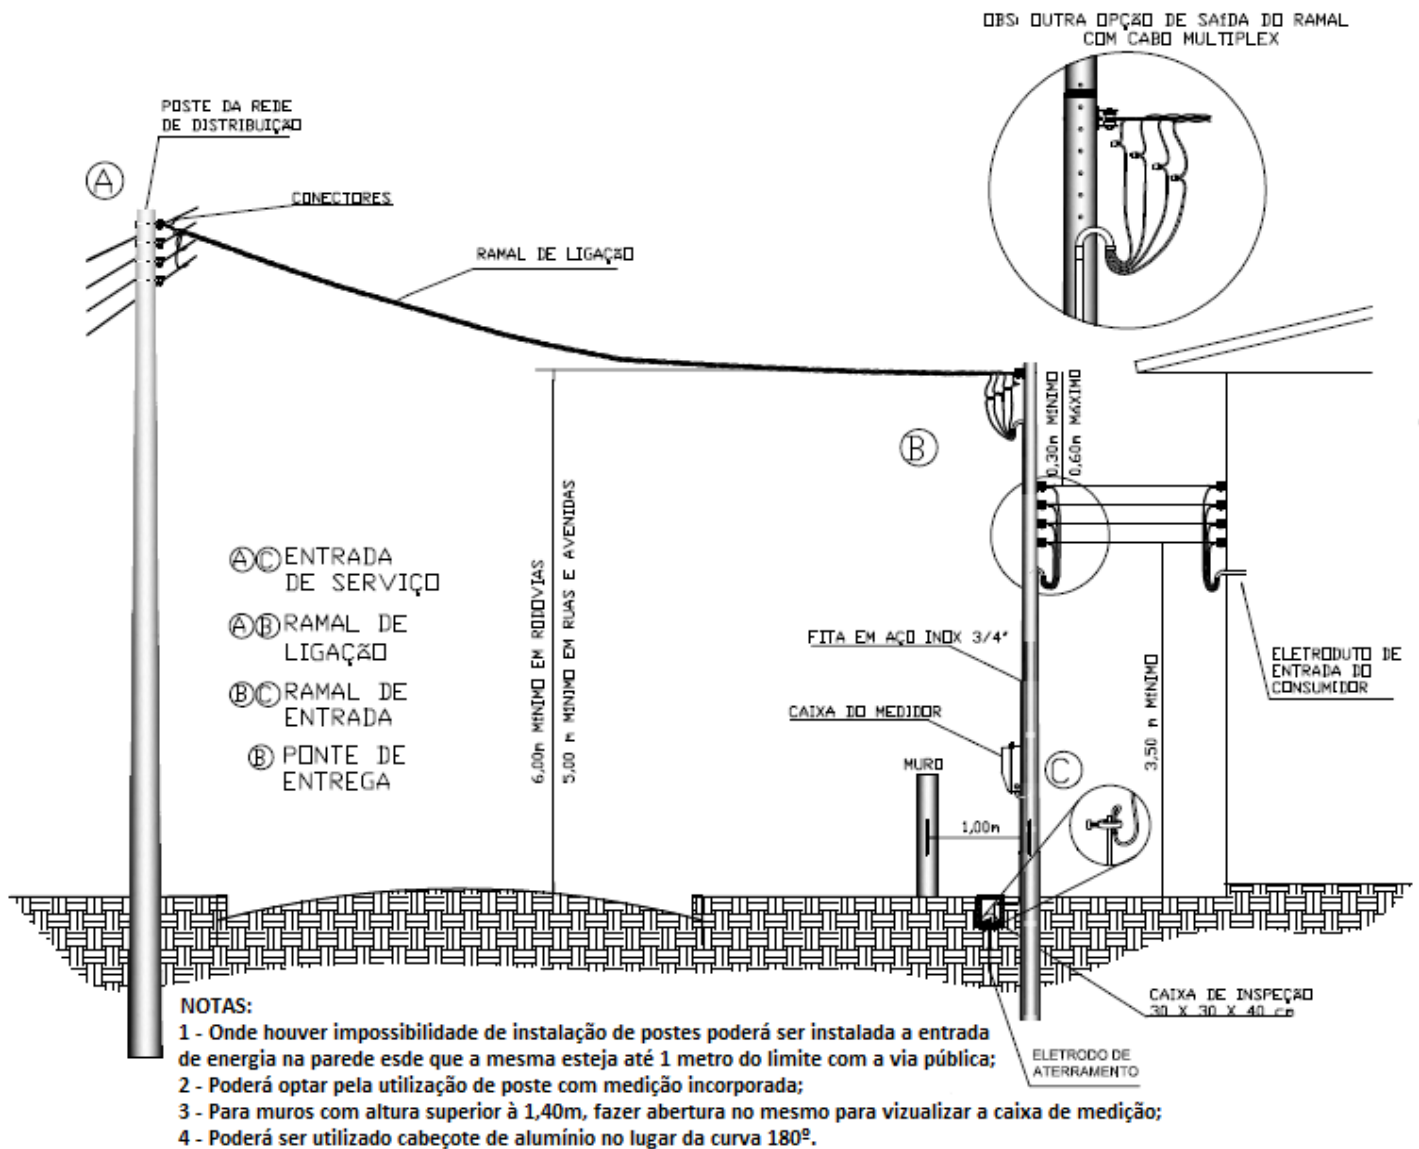 OBS: OUTRA OPÇÃO DE SAÍDA DO RAMAL
COM CABO MULTIPLEX
POSTE DA REDE
DE DISTRIBUIÇÃO
A
CONECTORES
RAMAL DE LIGAÇÃO
B
0,30m MÍNIMO
0,60m MÁXIMO
A C ENTRADA
DE SERVIÇO
A B RAMAL DE
LIGAÇÃO
B C RAMAL DE
ENTRADA
B PONTE DE
ENTREGA
6,00m MÍNIMO EM RODOVIAS
5,00 m MÍNIMO EM RUAS E AVENIDAS
FITA EM AÇO INOX 3/4"
CAIXA DO MEDIDOR
MURO
C
1,00m
3,50 m MÍNIMO
ELETRODUTO DE
ENTRADA DO
CONSUMIDOR
CAIXA DE INSPEÇÃO
30 X 30 X 40 cm
ELETRODO DE
ATERRAMENTO
NOTAS:
1 - Onde houver impossibilidade de instalação de postes poderá ser instalada a entrada
de energia na parede esde que a mesma esteja até 1 metro do limite com a via pública;
2 - Poderá optar pela utilização de poste com medição incorporada;
3 - Para muros com altura superior à 1,40m, fazer abertura no mesmo para vizualizar a caixa de medição;
4 - Poderá ser utilizado cabeçote de alumínio no lugar da curva 180º.